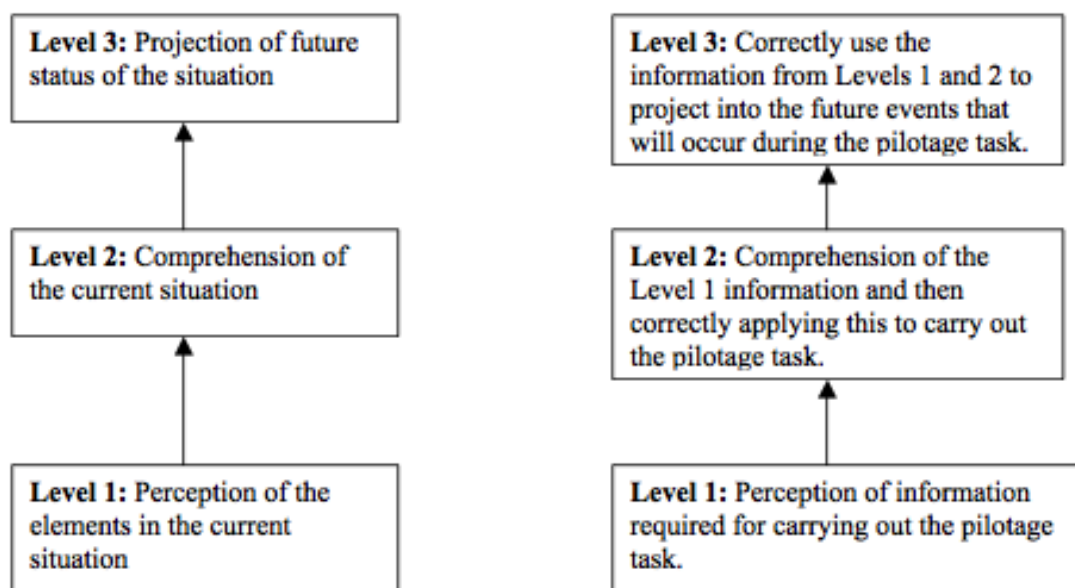 Level 3: Projection of future
status of the situation
Level 3: Correctly use the
information from Levels 1 and 2 to
project into the future events that
will occur during the pilotage task.
Level 2: Comprehension of
the current situation
Level 2: Comprehension of the
Level 1 information and then
correctly applying this to carry out
the pilotage task.
Level 1: Perception of the
elements in the current
situation
Level 1: Perception of information
required for carrying out the pilotage
task.